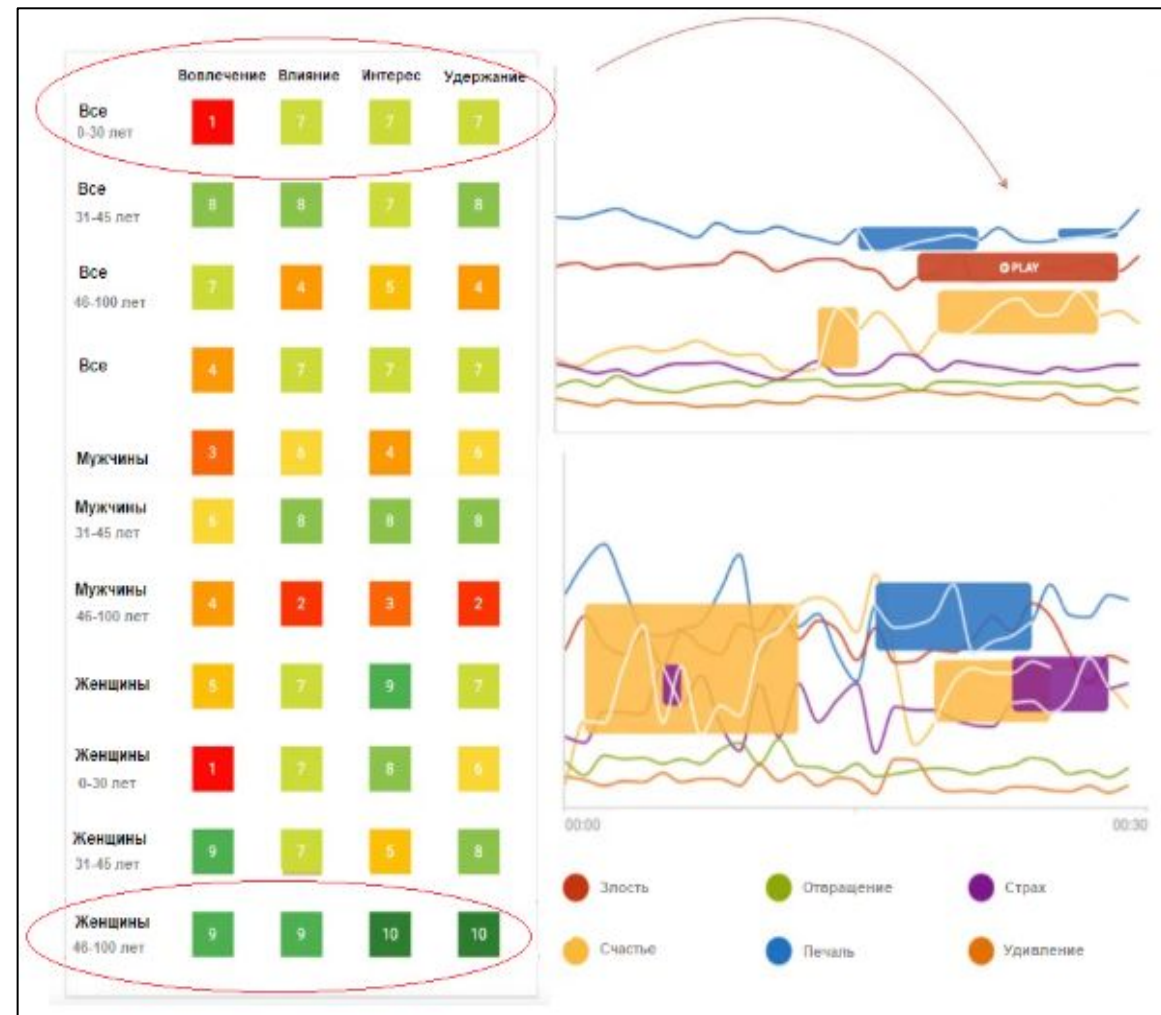 Вовлечение Влияние Интерес Удержание
Все
0-30 лет
1 7 7 7
Все
31-45 лет
8 8 7 8
Все
46-100 лет
7 4 5 4
Все
4 7 7 7
Мужчины
3 6 4 6
Мужчины
31-45 лет
6 8 8 8
Мужчины
46-100 лет
4 2 3 2
Женщины
5 7 9 7
Женщины
0-30 лет
1 7 8 6
Женщины
31-45 лет
9 7 5 8
Женщины
46-100 лет
9 9 10 10
PLAY
00:00 00:30
Злость Отвращение Страх
Счастье Печаль Удивление